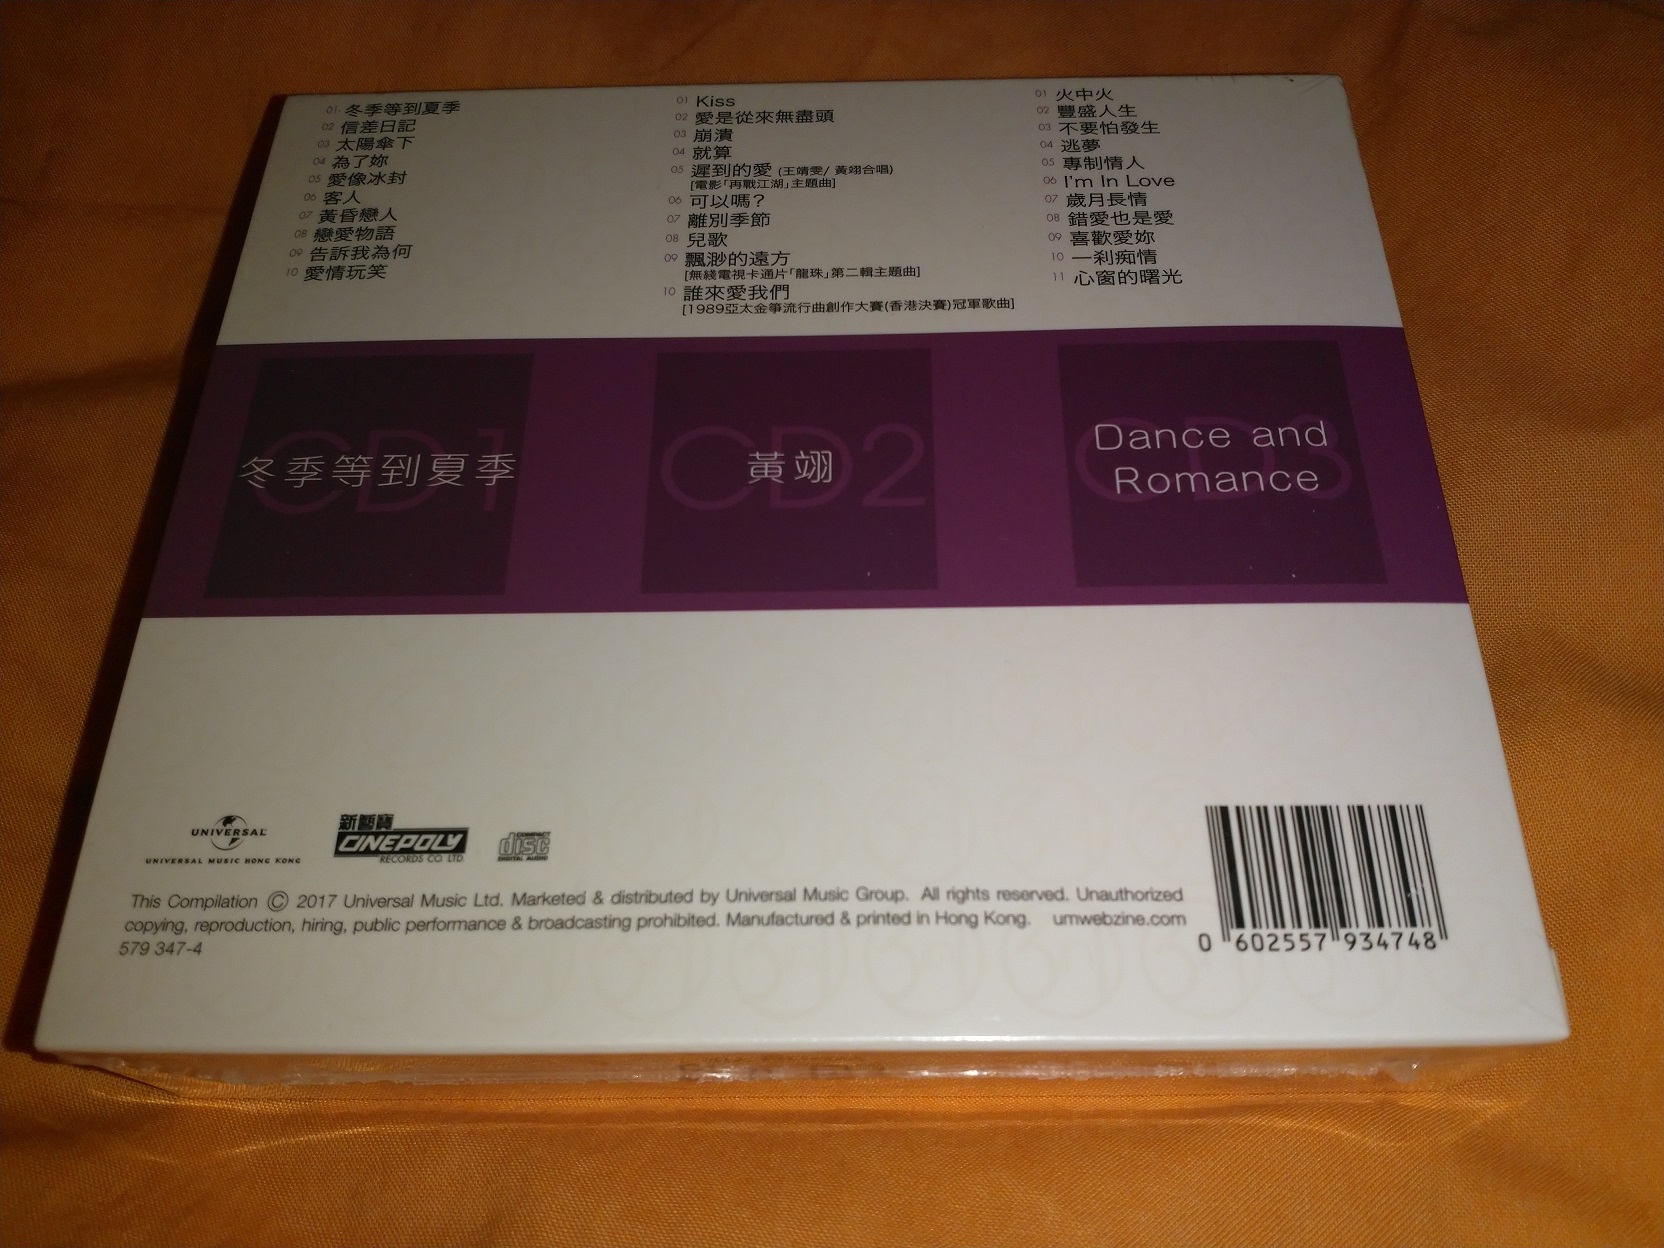 01 冬季等到夏季
02 信差日記
03 太陽傘下
04 為了妳
05 愛像冰封
06 客人
07 黃昏戀人
08 戀愛物語
09 告訴我為何
10 愛情玩笑
01 Kiss
02 愛是從來無盡頭
03 崩潰
04 就算
05 遲到的愛 (王靖雯/ 黃翊合唱)
[電影「再戰江湖」主題曲]
06 可以嗎?
07 離別季節
08 兒歌
09 飄渺的遠方
[無綫電視卡通片「龍珠」第二輯主題曲]
10 誰來愛我們
[1989亞太金箏流行曲創作大賽(香港決賽)冠軍歌曲]
01 火中火
02 豐盛人生
03 不要怕發生
04 逃夢
05 專制情人
06 I'm In Love
07 歲月長情
08 錯愛也是愛
09 喜歡愛妳
10 一剎痴情
11 心窗的曙光
CD1
冬季等到夏季
CD2
黃翊
CD3
Dance and
Romance
UNIVERSAL
UNIVERSAL MUSIC HONG KONG
新藝寶
CINEPOLY
RECORDS CO. LTD.
COMPACT
disc
DIGITAL AUDIO
This Compilation © 2017 Universal Music Ltd. Marketed & distributed by Universal Music Group. All rights reserved. Unauthorized
copying, reproduction, hiring, public performance & broadcasting prohibited. Manufactured & printed in Hong Kong. umwebzine.com
579 347-4
0 602557 934748